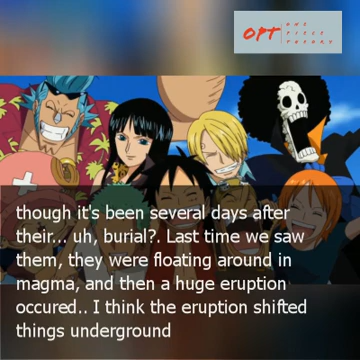 OPT ONE
PIECE
THEORY
though it's been several days after
their... uh, burial?. Last time we saw
them, they were floating around in
magma, and then a huge eruption
occured.. I think the eruption shifted
things underground